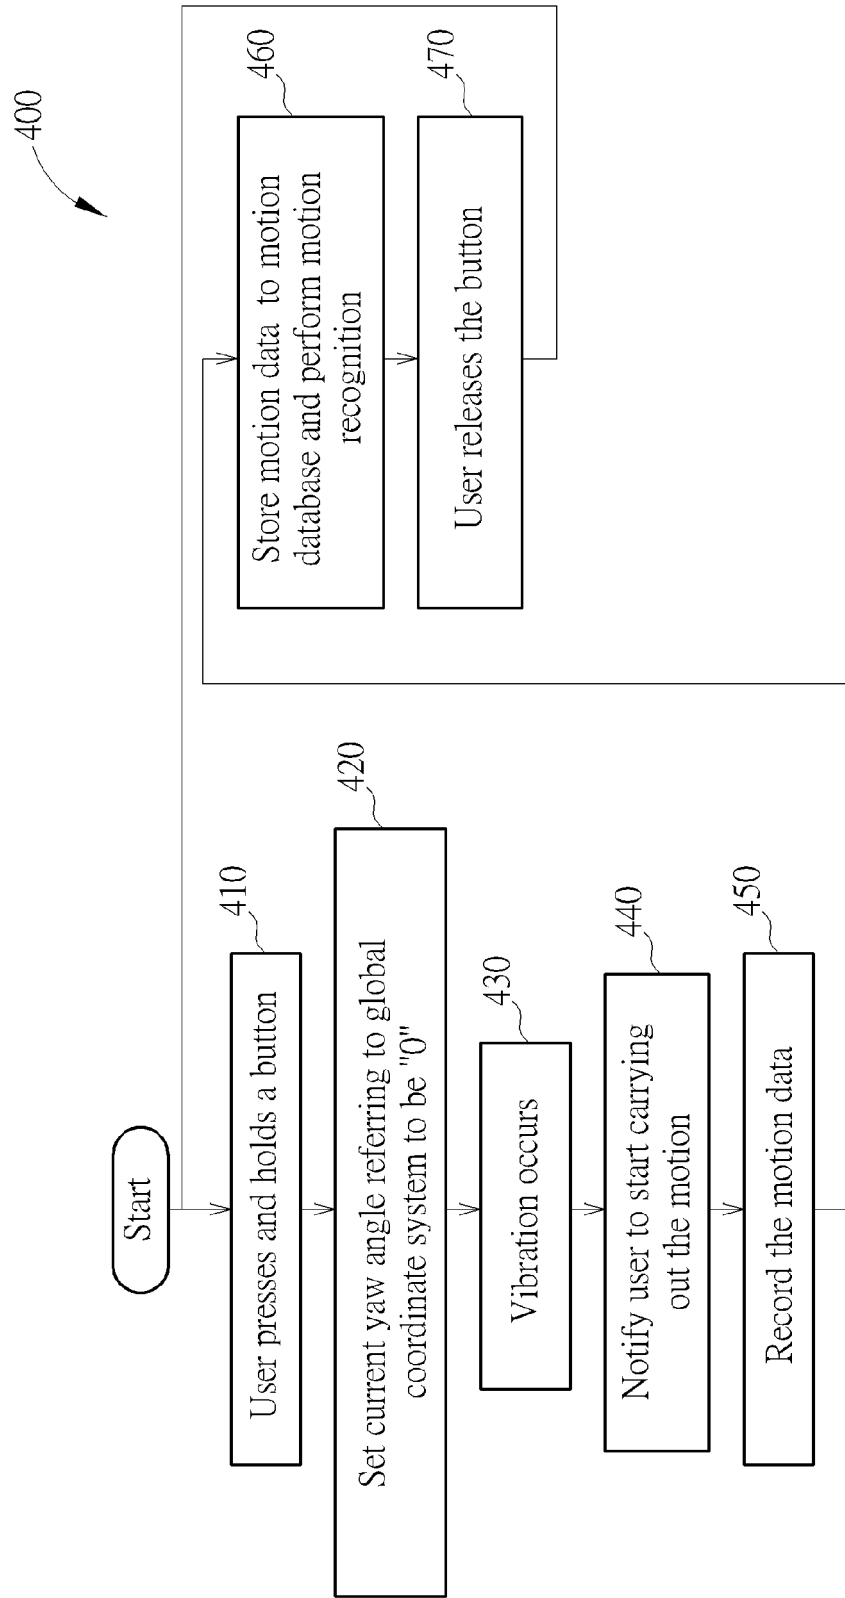 400
Start
User presses and holds a button
410
Set current yaw angle referring to global
coordinate system to be "0"
420
Vibration occurs
430
Notify user to start carrying
out the motion
440
Record the motion data
450
Store motion data to motion
database and perform motion
recognition
460
User releases the button
470